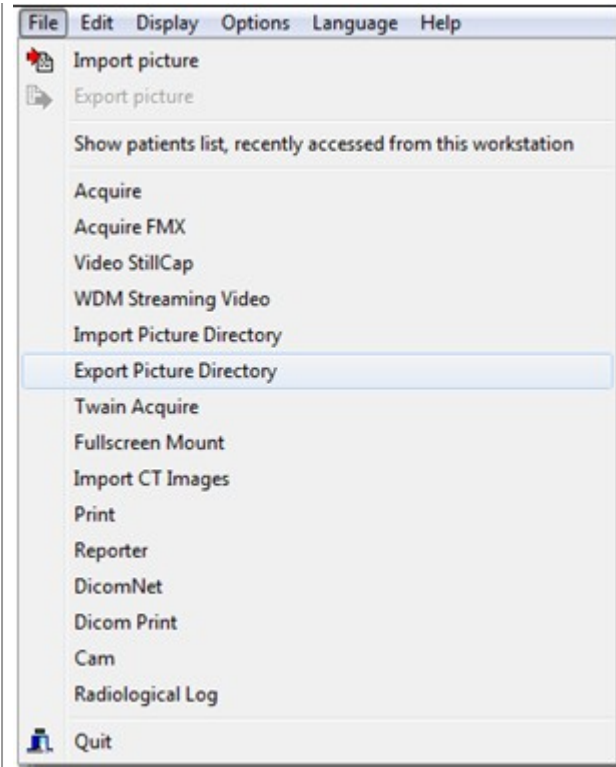 File Edit Display Options Language Help
Import picture
Export picture
Show patients list, recently accessed from this workstation
Acquire
Acquire FMX
Video StillCap
WDM Streaming Video
Import Picture Directory
Export Picture Directory
Twain Acquire
Fullscreen Mount
Import CT Images
Print
Reporter
DicomNet
Dicom Print
Cam
Radiological Log
Quit